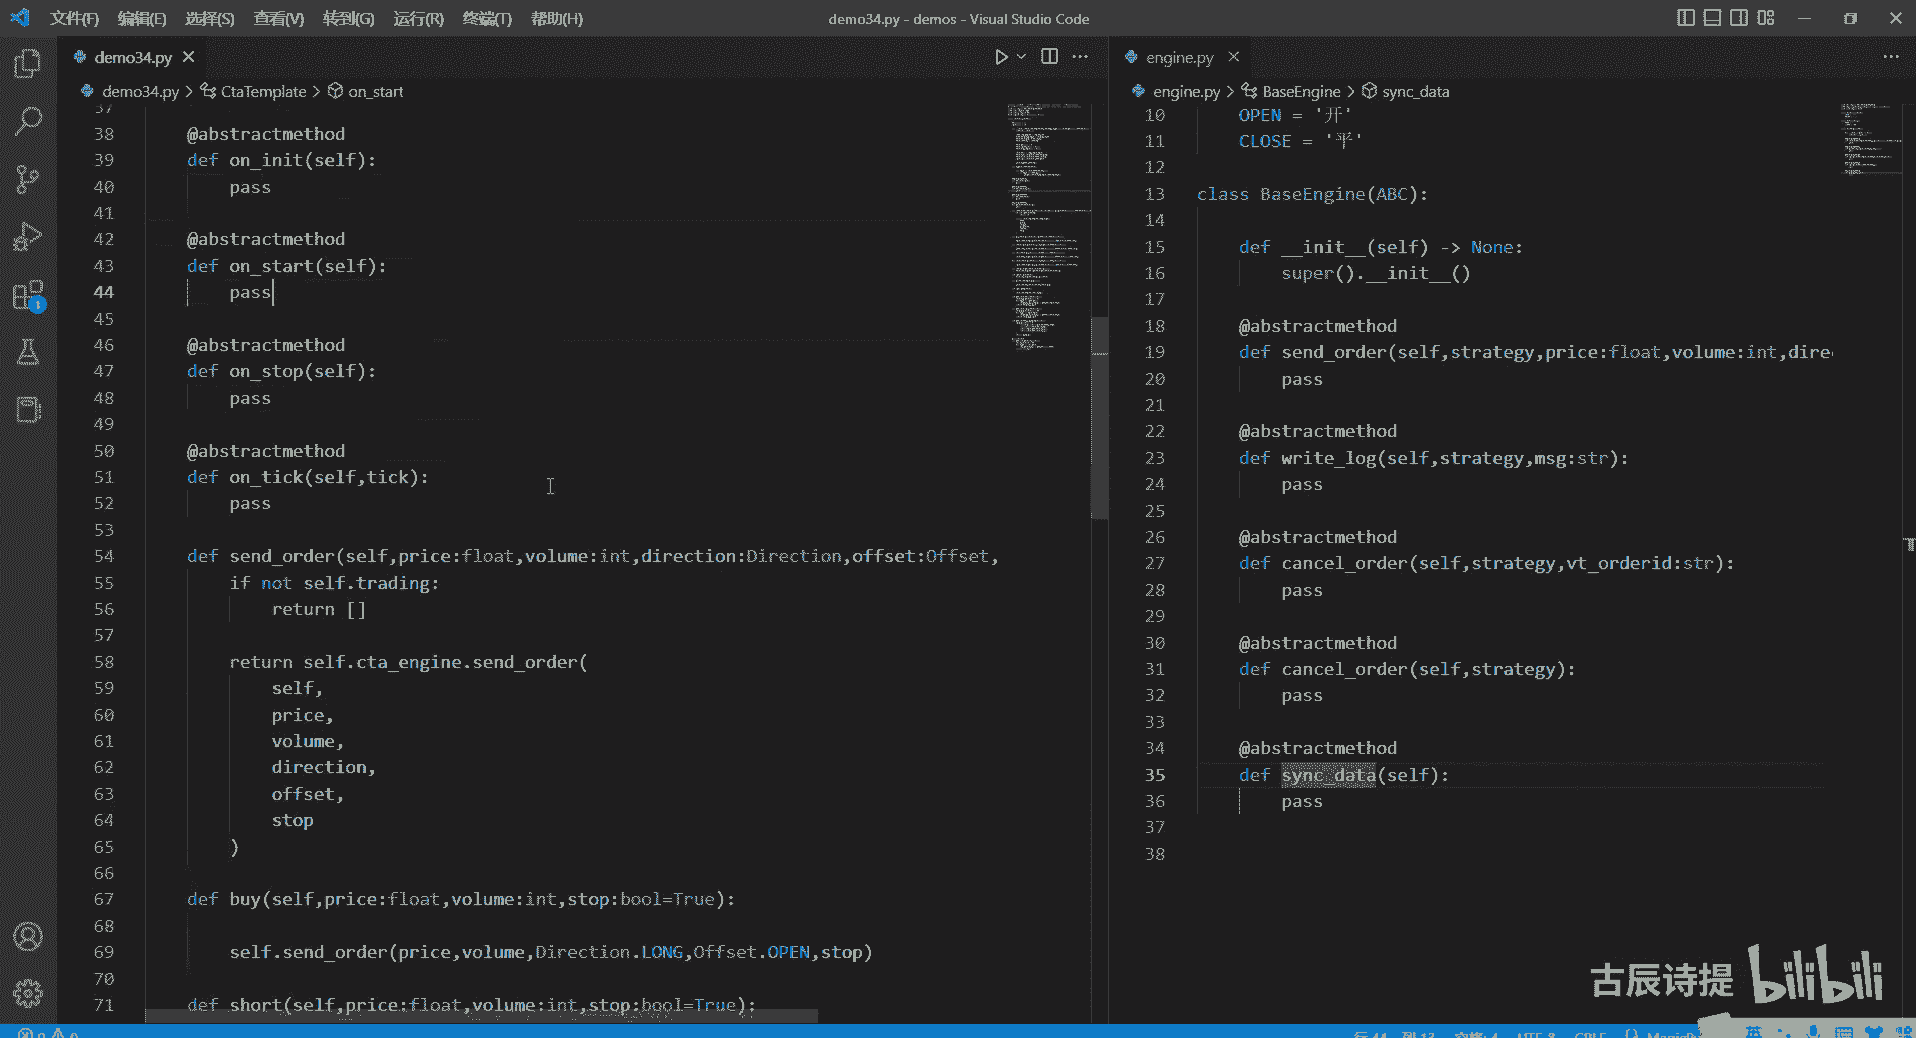 文件(F) 编辑(E) 选择(S) 查看(V) 转到(G) 运行(R) 终端(T) 帮助(H) demo34.py - demos - Visual Studio Code
demo34.py
demo34.py > CtaTemplate > on_start
37
38 @abstractmethod
39 def on_init(self):
40 pass
41
42 @abstractmethod
43 def on_start(self):
44 pass
45
46 @abstractmethod
47 def on_stop(self):
48 pass
49
50 @abstractmethod
51 def on_tick(self,tick):
52 pass
53
54 def send_order(self,price:float,volume:int,direction:Direction,offset:Offset,
55 if not self.trading:
56 return []
57
58 return self.cta_engine.send_order(
59 self,
60 price,
61 volume,
62 direction,
63 offset,
64 stop
65 )
66
67 def buy(self,price:float,volume:int,stop:bool=True):
68
69 self.send_order(price,volume,Direction.LONG,Offset.OPEN,stop)
70
71 def short(self,price:float,volume:int,stop:bool=True):
engine.py
engine.py > BaseEngine > sync_data
10 OPEN = '开'
11 CLOSE = '平'
12
13 class BaseEngine(ABC):
14
15 def __init__(self) -> None:
16 super().__init__()
17
18 @abstractmethod
19 def send_order(self,strategy,price:float,volume:int,dire
20 pass
21
22 @abstractmethod
23 def write_log(self,strategy,msg:str):
24 pass
25
26 @abstractmethod
27 def cancel_order(self,strategy,vt_orderid:str):
28 pass
29
30 @abstractmethod
31 def cancel_order(self,strategy):
32 pass
33
34 @abstractmethod
35 def sync_data(self):
36 pass
37
38
古辰诗提 bilibili
英